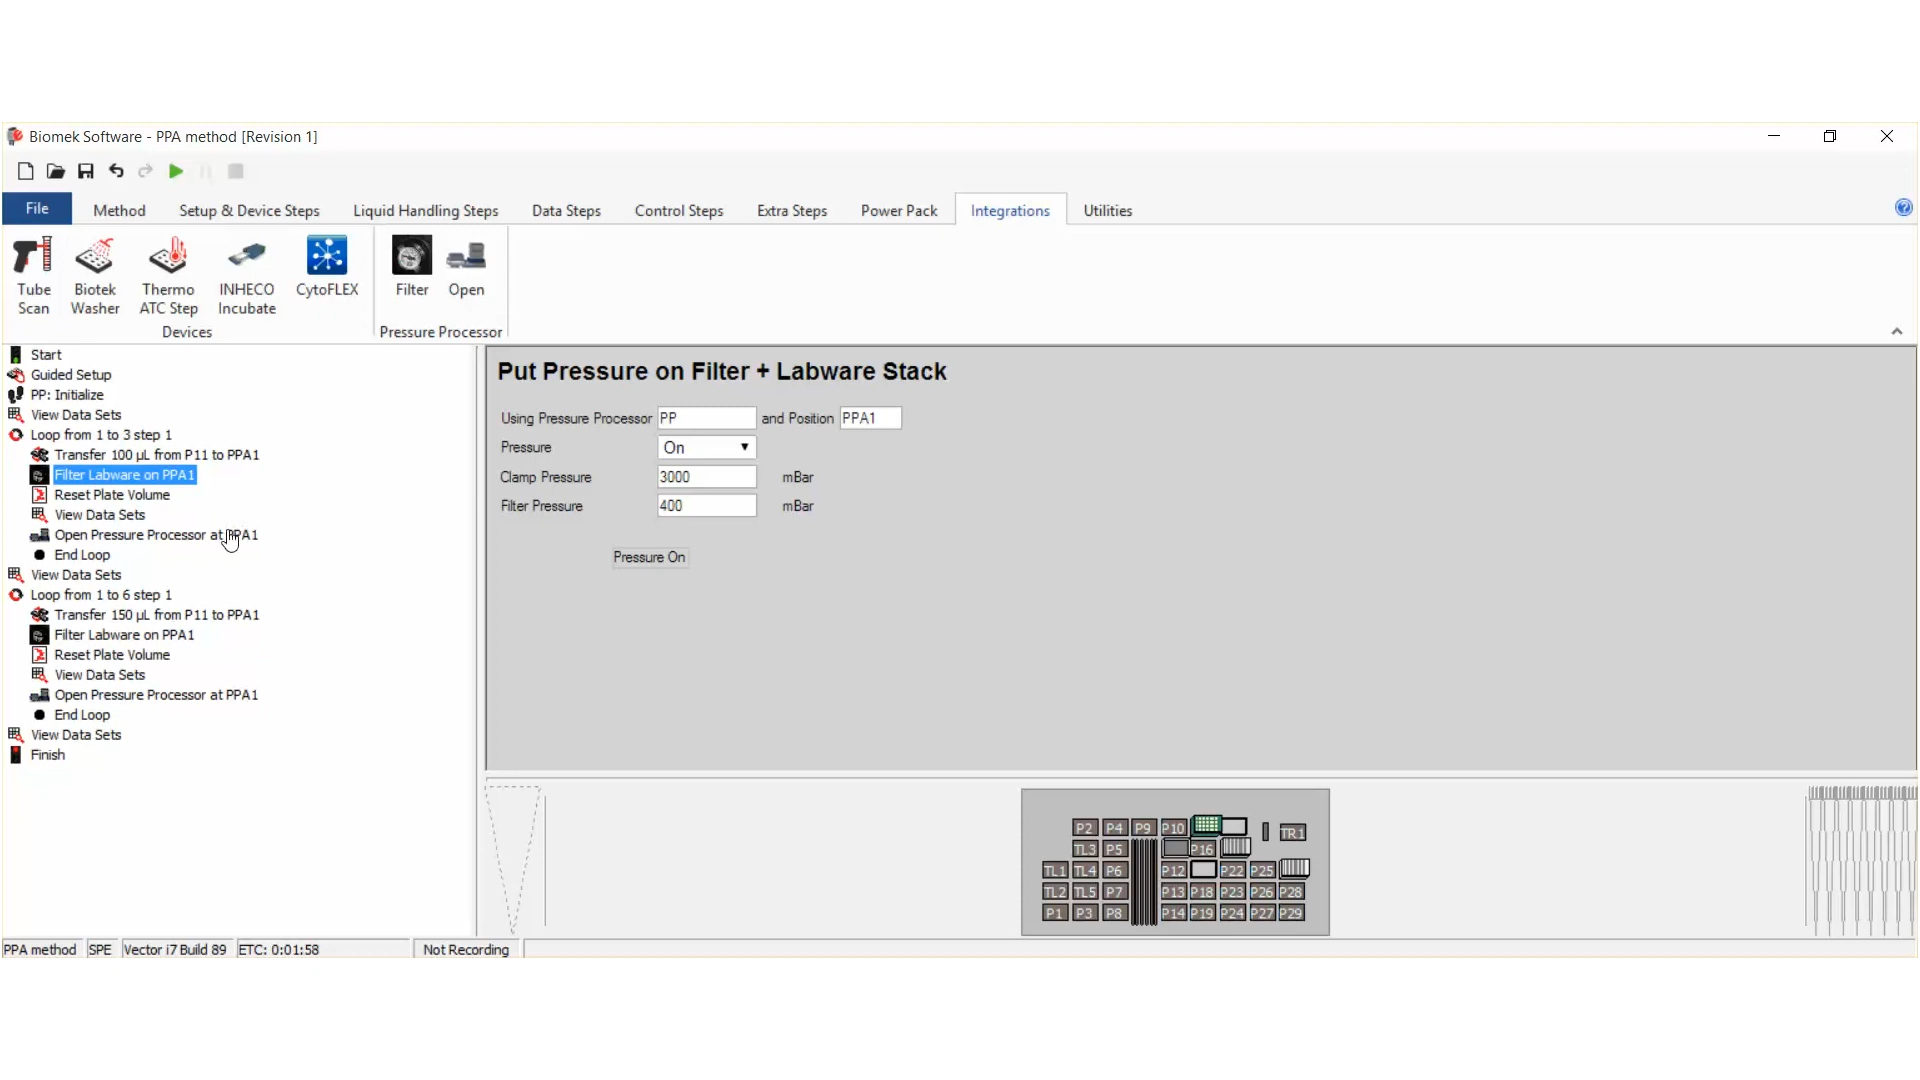 Biomek Software - PPA method [Revision 1]
File
Method
Setup & Device Steps
Liquid Handling Steps
Data Steps
Control Steps
Extra Steps
Power Pack
Integrations
Utilities
Tube
Scan
Biotek
Washer
Thermo
ATC Step
INHECO
Incubate
CytoFLEX
Devices
Filter
Open
Pressure Processor
Start
Guided Setup
PP: Initialize
View Data Sets
Loop from 1 to 3 step 1
Transfer 100 µL from P11 to PPA1
Filter Labware on PPA1
Reset Plate Volume
View Data Sets
Open Pressure Processor at PPA1
End Loop
View Data Sets
Loop from 1 to 6 step 1
Transfer 150 µL from P11 to PPA1
Filter Labware on PPA1
Reset Plate Volume
View Data Sets
Open Pressure Processor at PPA1
End Loop
View Data Sets
Finish
Put Pressure on Filter + Labware Stack
Using Pressure Processor PP and Position PPA1
Pressure On
Clamp Pressure 3000 mBar
Filter Pressure 400 mBar
Pressure On
P2 P4 P9 P10 TR1
TL3 P5 P16
TL1 TL4 P6 P12 P22 P25
TL2 TL5 P7 P13 P18 P23 P26 P28
P1 P3 P8 P14 P19 P24 P27 P29
PPA method SPE Vector i7 Build 89 ETC: 0:01:58 Not Recording